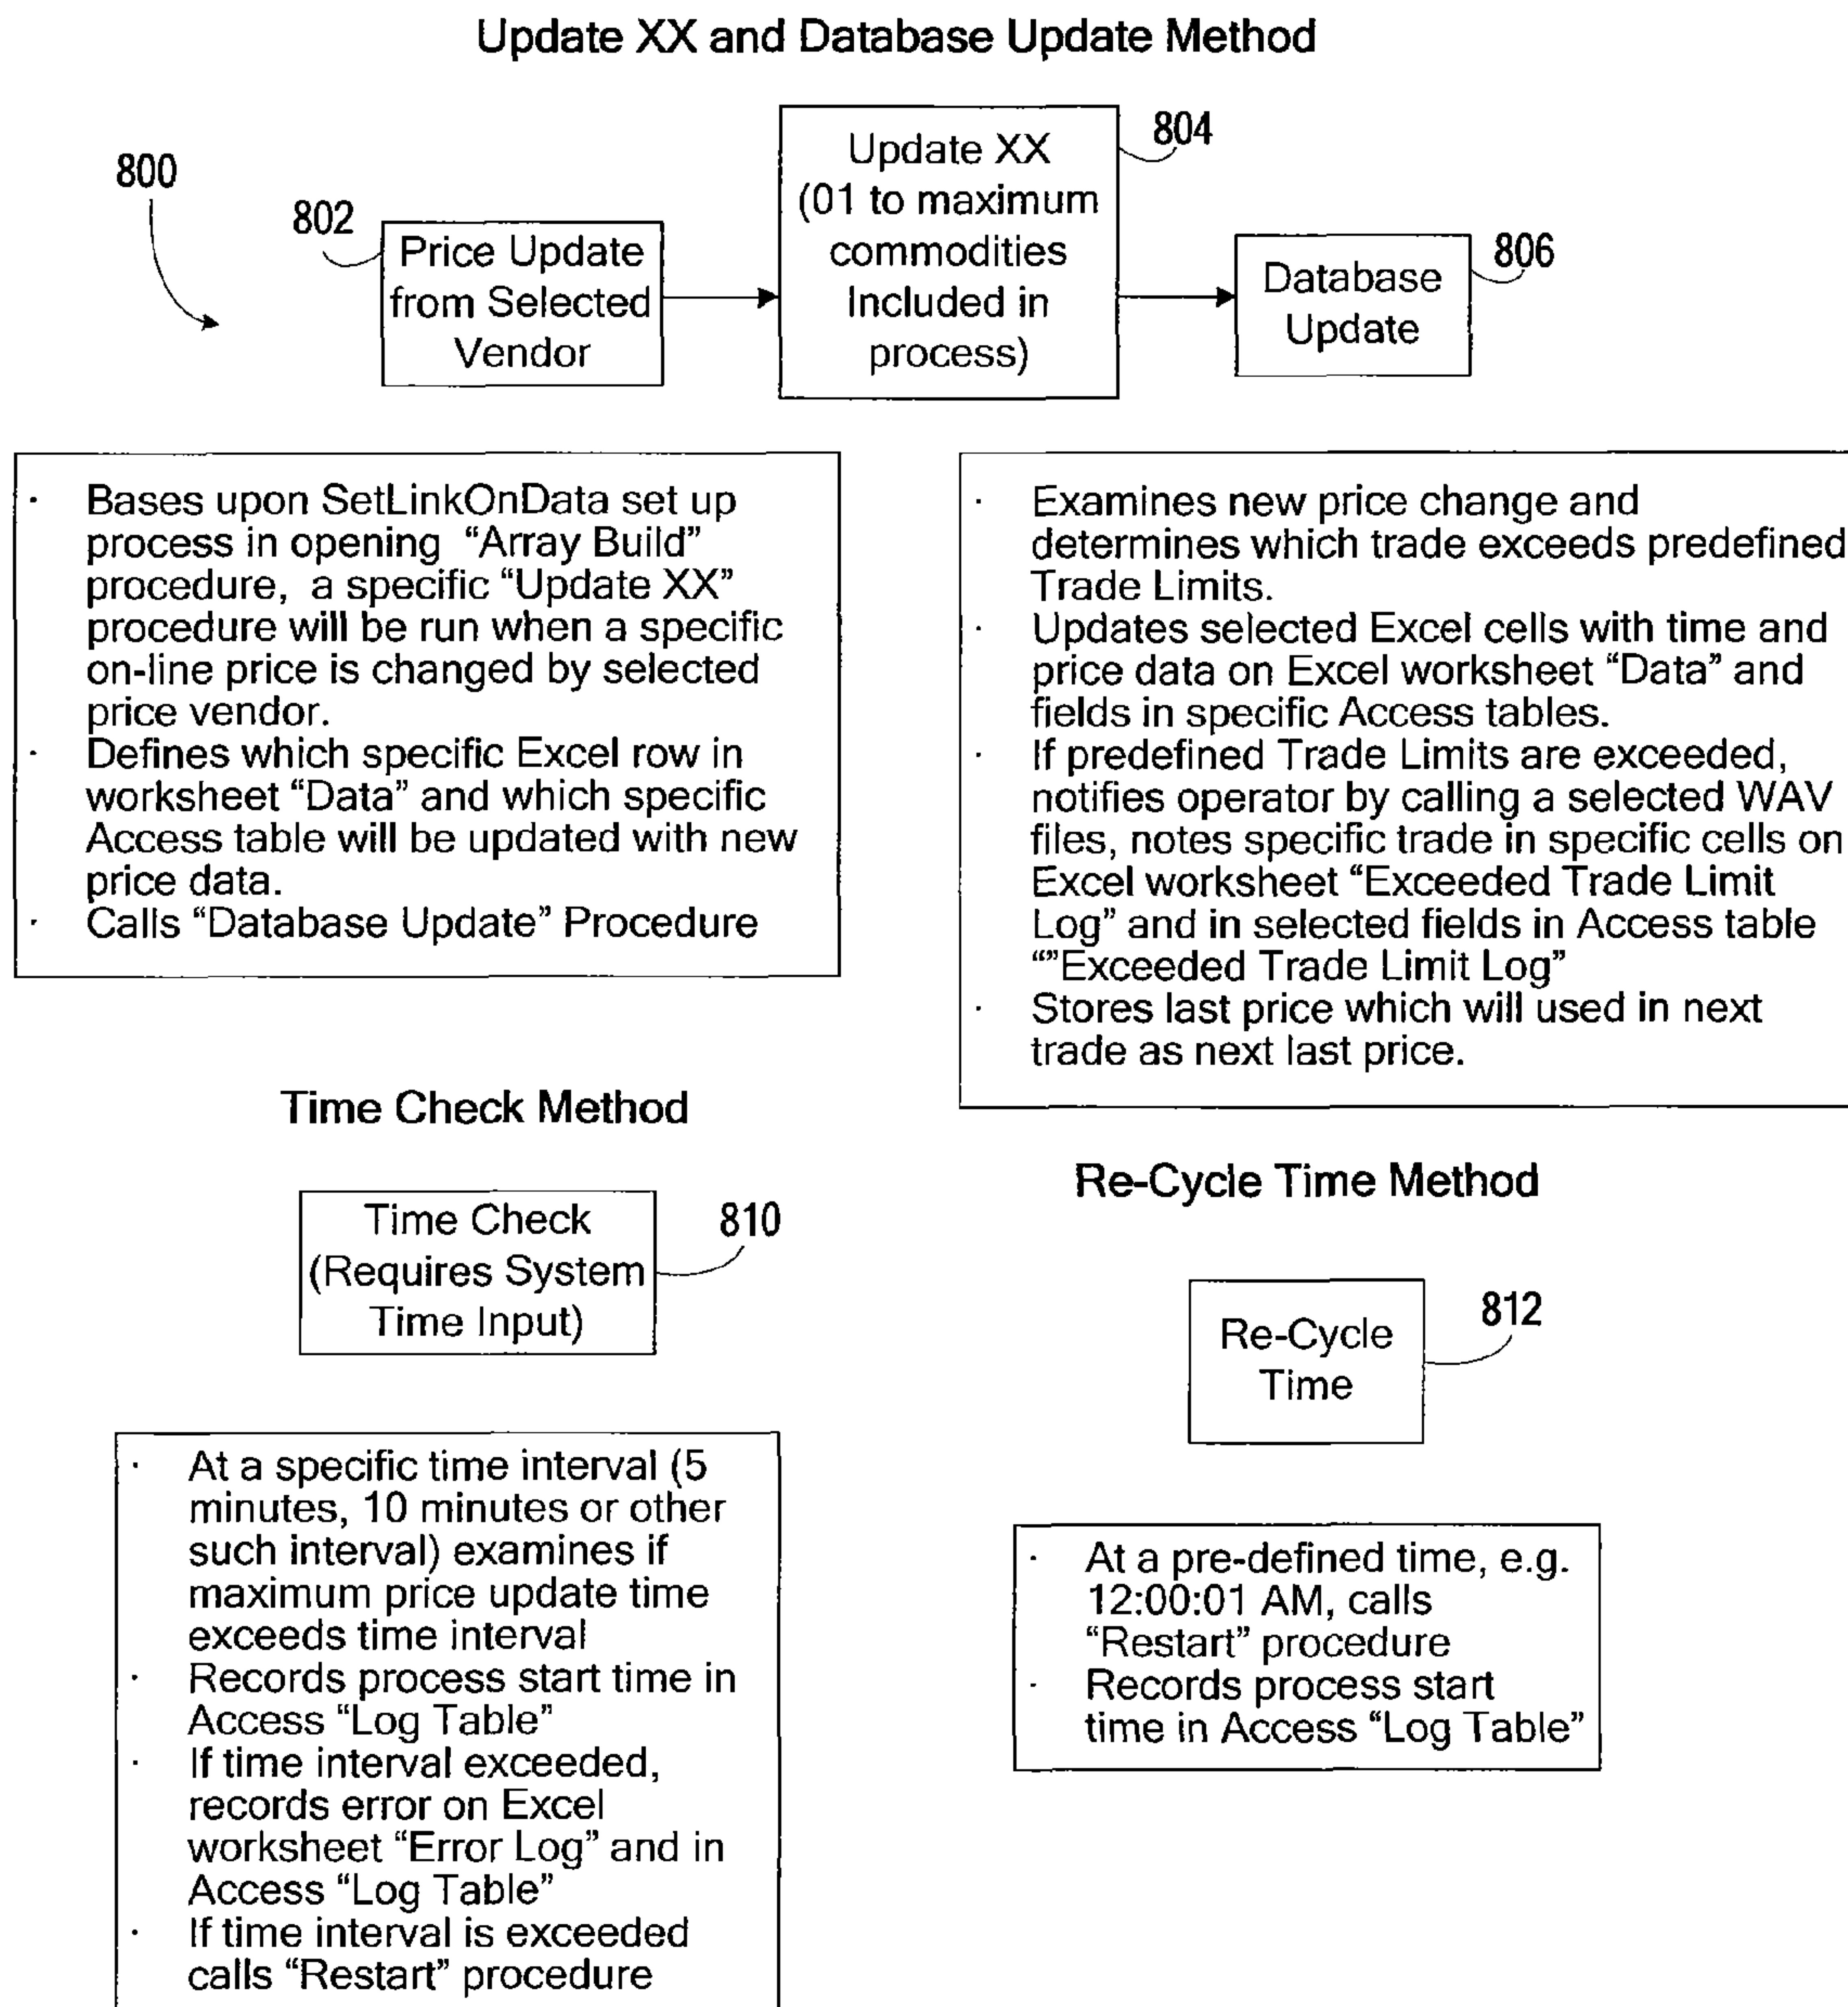 Update XX and Database Update Method
800
802
Price Update
from Selected
Vendor
804
Update XX
(01 to maximum
commodities
Included in
process)
806
Database
Update
· Bases upon SetLinkOnData set up
process in opening “Array Build”
procedure, a specific “Update XX”
procedure will be run when a specific
on-line price is changed by selected
price vendor.
· Defines which specific Excel row in
worksheet “Data” and which specific
Access table will be updated with new
price data.
· Calls “Database Update” Procedure
· Examines new price change and
determines which trade exceeds predefined
Trade Limits.
· Updates selected Excel cells with time and
price data on Excel worksheet “Data” and
fields in specific Access tables.
· If predefined Trade Limits are exceeded,
notifies operator by calling a selected WAV
files, notes specific trade in specific cells on
Excel worksheet “Exceeded Trade Limit
Log” and in selected fields in Access table
“”Exceeded Trade Limit Log”
· Stores last price which will used in next
trade as next last price.
Time Check Method
Time Check
(Requires System
Time Input)
810
· At a specific time interval (5
minutes, 10 minutes or other
such interval) examines if
maximum price update time
exceeds time interval
· Records process start time in
Access “Log Table”
· If time interval exceeded,
records error on Excel
worksheet “Error Log” and in
Access “Log Table”
· If time interval is exceeded
calls “Restart” procedure
Re-Cycle Time Method
Re-Cycle
Time
812
· At a pre-defined time, e.g.
12:00:01 AM, calls
“Restart” procedure
· Records process start
time in Access “Log Table”